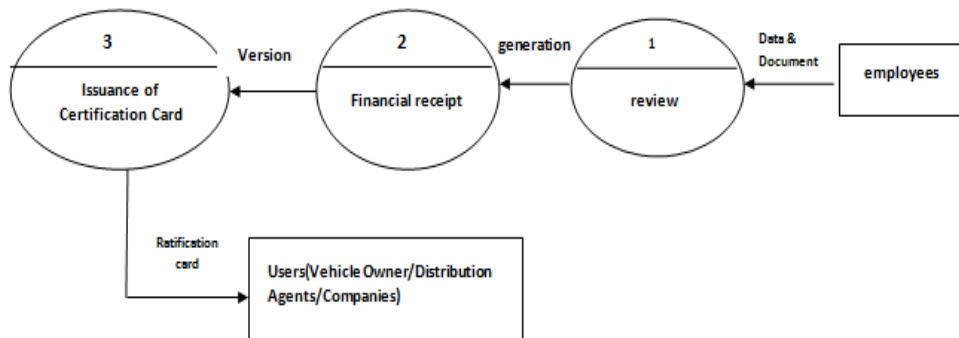 3
Issuance of
Certification Card
Version
2
Financial receipt
generation
1
review
Data &
Document
employees
Ratification
card
Users(Vehicle Owner/Distribution
Agents/Companies)